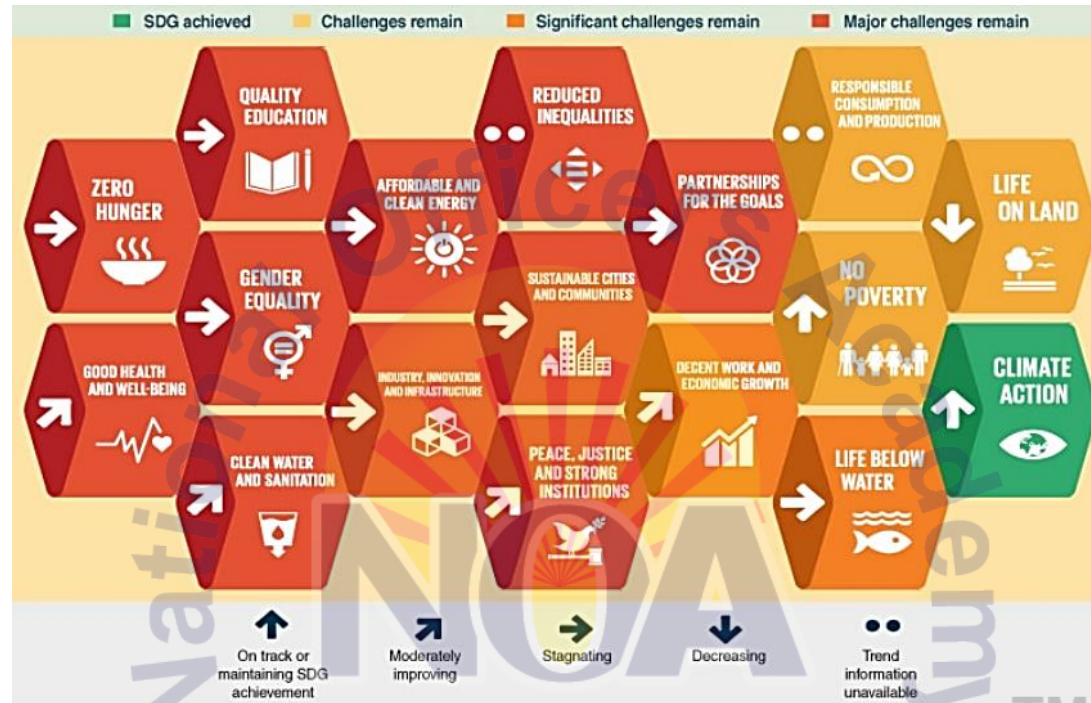 SDG achieved
Challenges remain
Significant challenges remain
Major challenges remain
QUALITY
EDUCATION
REDUCED
INEQUALITIES
RESPONSIBLE
CONSUMPTION
AND PRODUCTION
ZERO
HUNGER
AFFORDABLE AND
CLEAN ENERGY
PARTNERSHIPS
FOR THE GOALS
LIFE
ON LAND
GENDER
EQUALITY
SUSTAINABLE CITIES
AND COMMUNITIES
NO
POVERTY
GOOD HEALTH
AND WELL-BEING
INDUSTRY, INNOVATION
AND INFRASTRUCTURE
DECENT WORK AND
ECONOMIC GROWTH
CLIMATE
ACTION
CLEAN WATER
AND SANITATION
PEACE, JUSTICE
AND STRONG
INSTITUTIONS
LIFE BELOW
WATER
National Officers Academy
NOA
TM
On track or
maintaining SDG
achievement
Moderately
improving
Stagnating
Decreasing
Trend
information
unavailable